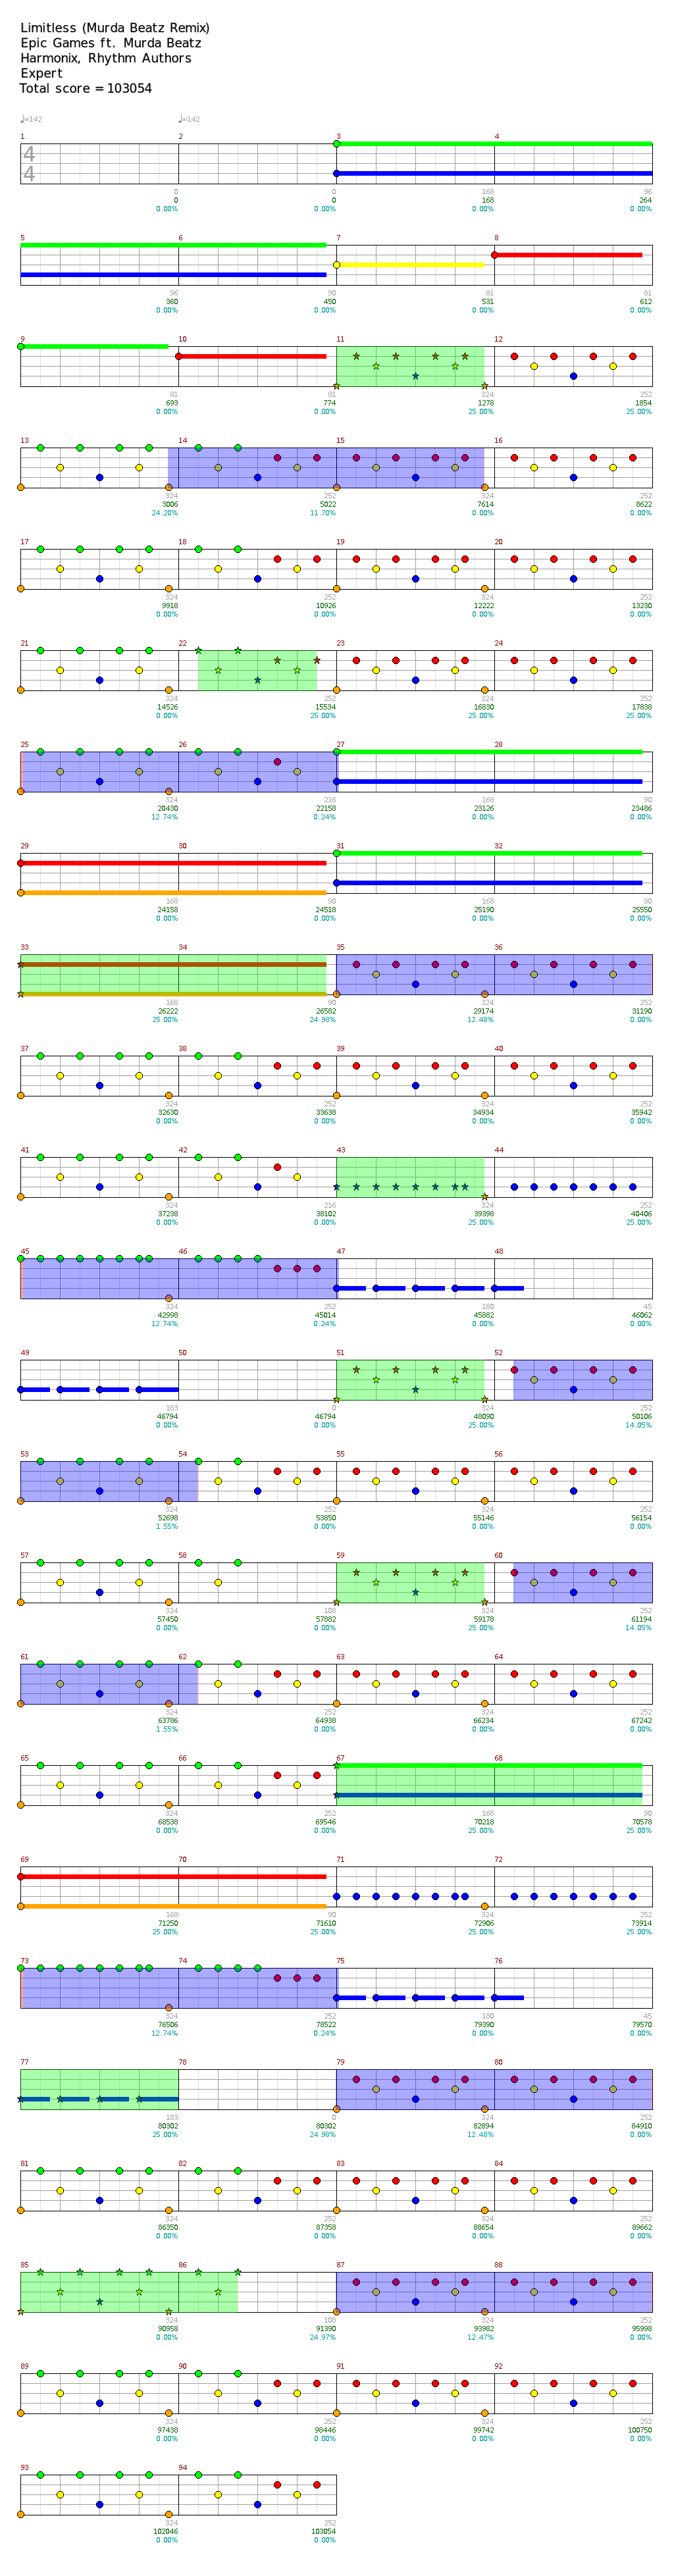 Limitless (Murda Beatz Remix)
Epic Games ft. Murda Beatz
Harmonix, Rhythm Authors
Expert
Total score = 103054
♩=142 ♩=142
1 2 3 4
4
4
0 0 168 96
0 0 168 264
0.00% 0.00% 0.00% 0.00%
5 6 7 8
96 90 81 81
360 450 531 612
0.00% 0.00% 0.00% 0.00%
9 10 11 12
81 81 324 252
693 774 1278 1854
0.00% 0.00% 25.00% 25.00%
13 14 15 16
324 252 324 252
3006 5022 7614 8622
24.20% 11.70% 0.00% 0.00%
17 18 19 20
324 252 324 252
9918 10926 12222 13230
0.00% 0.00% 0.00% 0.00%
21 22 23 24
324 252 324 252
14526 15534 16830 17838
0.00% 25.00% 25.00% 25.00%
25 26 27 28
324 216 168 90
20430 22158 23126 23486
12.74% 0.24% 0.00% 0.00%
29 30 31 32
168 90 168 90
24158 24518 25190 25550
0.00% 0.00% 0.00% 0.00%
33 34 35 36
168 90 324 252
26222 26582 29174 31190
25.00% 24.98% 12.48% 0.00%
37 38 39 40
324 252 324 252
32630 33638 34934 35942
0.00% 0.00% 0.00% 0.00%
41 42 43 44
324 216 324 252
37238 38102 39398 40406
0.00% 0.00% 25.00% 25.00%
45 46 47 48
324 252 180 45
42998 45014 45882 46062
12.74% 0.24% 0.00% 0.00%
49 50 51 52
183 0 324 252
46794 46794 48090 50106
0.00% 0.00% 25.00% 14.05%
53 54 55 56
324 252 324 252
52698 53850 55146 56154
1.55% 0.00% 0.00% 0.00%
57 58 59 60
324 108 324 252
57450 57882 59178 61194
0.00% 0.00% 25.00% 14.05%
61 62 63 64
324 252 324 252
63786 64938 66234 67242
1.55% 0.00% 0.00% 0.00%
65 66 67 68
324 252 168 90
68538 69546 70218 70578
0.00% 0.00% 25.00% 25.00%
69 70 71 72
168 90 324 252
71250 71610 72906 73914
25.00% 25.00% 25.00% 25.00%
73 74 75 76
324 252 180 45
76506 78522 79390 79570
12.74% 0.24% 0.00% 0.00%
77 78 79 80
183 0 324 252
80302 80302 82894 84910
25.00% 24.98% 12.48% 0.00%
81 82 83 84
324 252 324 252
86350 87358 88654 89662
0.00% 0.00% 0.00% 0.00%
85 86 87 88
324 108 324 252
90958 91390 93982 95998
0.00% 24.97% 12.47% 0.00%
89 90 91 92
324 252 324 252
97438 98446 99742 100750
0.00% 0.00% 0.00% 0.00%
93 94
324 252
102046 103054
0.00% 0.00%